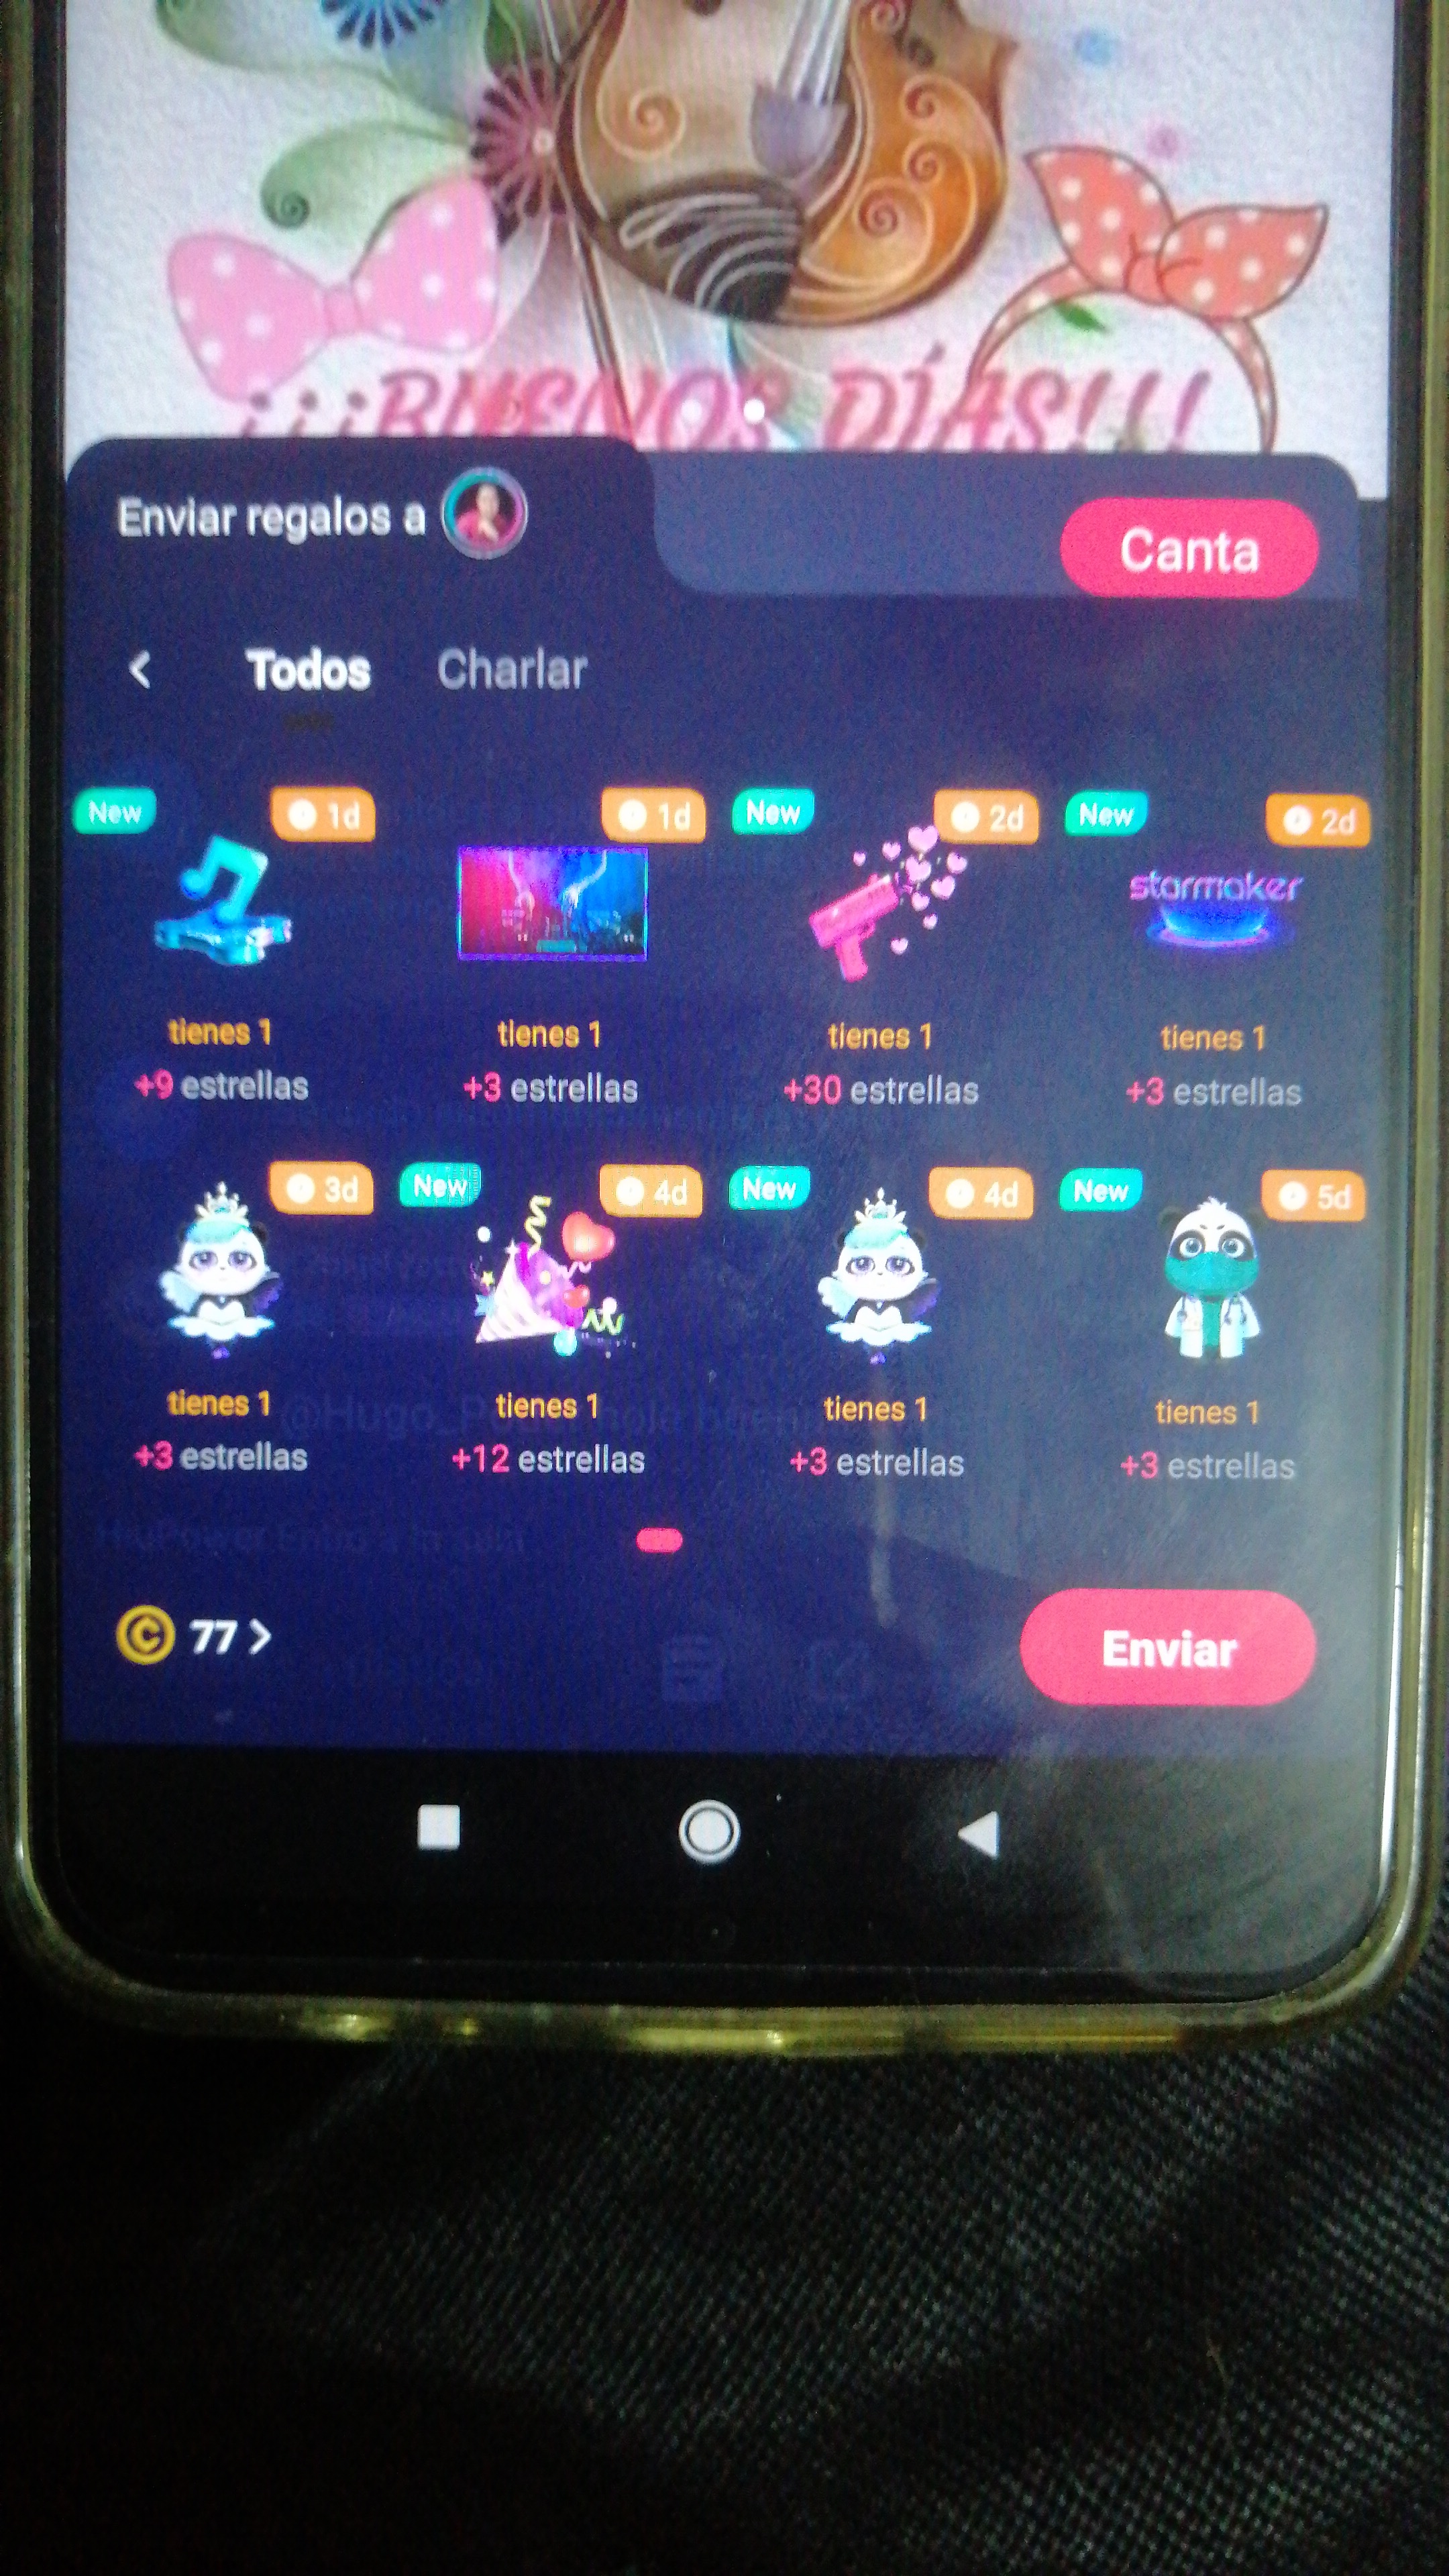 ¡¡¡BUENOS DÍAS!!!
Enviar regalos a
Canta
Todos Charlar
New 1d 1d New 2d New 2d
starmaker
tienes 1 tienes 1 tienes 1 tienes 1
+9 estrellas +3 estrellas +30 estrellas +3 estrellas
3d New 4d New 4d New 5d
tienes 1 tienes 1 tienes 1 tienes 1
+3 estrellas +12 estrellas +3 estrellas +3 estrellas
77
Enviar